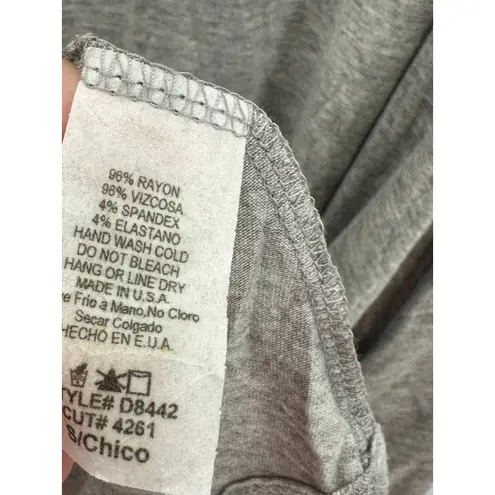 96% RAYON
96% VIZCOSA
4% SPANDEX
4% ELASTANO
HAND WASH COLD
DO NOT BLEACH
HANG OR LINE DRY
MADE IN U.S.A.
e Frio a Mano,No Cloro
Secar Colgado
HECHO EN E.U.A.
TYLE# D8442
CUT# 4261
S/Chico